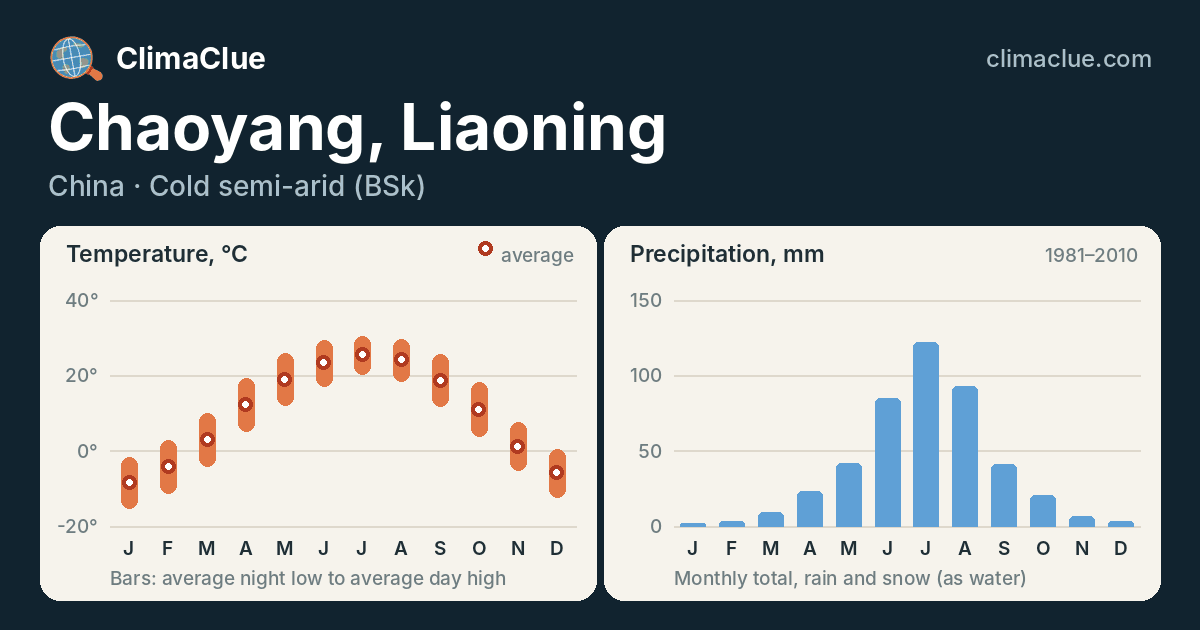 ClimaClue
climaclue.com
Chaoyang, Liaoning
China · Cold semi-arid (BSk)
Temperature, °C
average
40°
20°
0°
-20°
J F M A M J J A S O N D
Bars: average night low to average day high
Precipitation, mm
1981–2010
150
100
50
0
J F M A M J J A S O N D
Monthly total, rain and snow (as water)